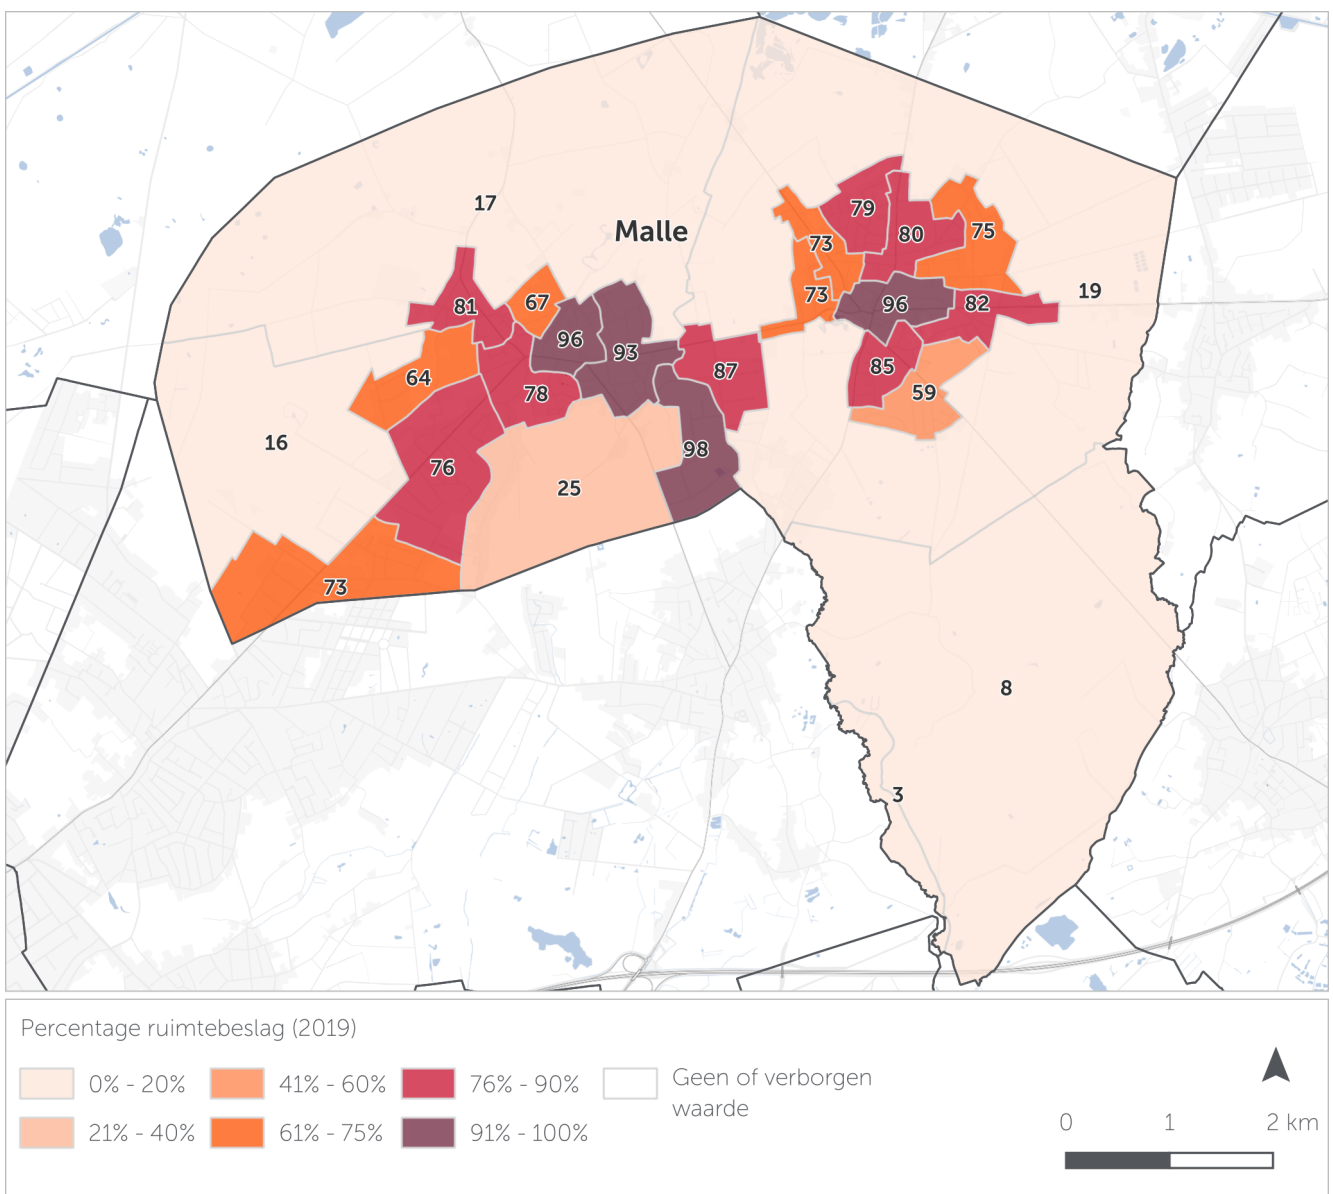 17
Malle
79
80
75
73
73
96
82
19
81
67
96
93
87
85
59
64
78
16
76
25
98
73
8
3
Percentage ruimtebeslag (2019)
0% - 20%
41% - 60%
76% - 90%
Geen of verborgen
waarde
21% - 40%
61% - 75%
91% - 100%
0 1 2 km